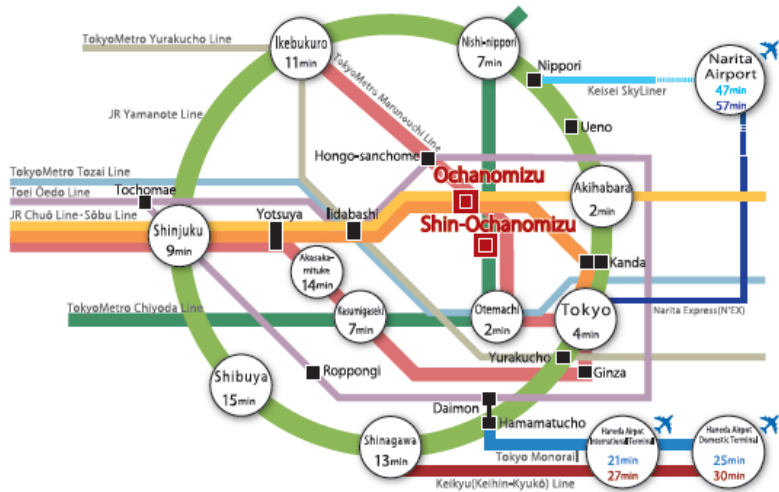 TokyoMetro Yurakucho Line
Ikebukuro
11min
TokyoMetro Marunouchi Line
Nishi-nippori
7min
Nippori
Keisei SkyLiner
Narita
Airport
47min
57min
JR Yamanote Line
Ueno
Hongo-sanchome
TokyoMetro Tozai Line
Toei Ōedo Line
Tochomae
JR Chuō Line·Sōbu Line
Ochanomizu
Shin-Ochanomizu
Akihabara
2min
Shinjuku
9min
Yotsuya
Iidabashi
Akasaka-
mituke
14min
Kanda
TokyoMetro Chiyoda Line
Kasumigaseki
7min
Otemachi
2min
Tokyo
4min
Narita Express(N'EX)
Yurakucho
Ginza
Roppongi
Shibuya
15min
Daimon
Hamamatucho
Shinagawa
13min
Tokyo Monorail
Keikyu(Keihin-Kyukō) Line
Haneda Airpot
International Terminal
21min
27min
Haneda Airpot
Domestic Terminal
25min
30min